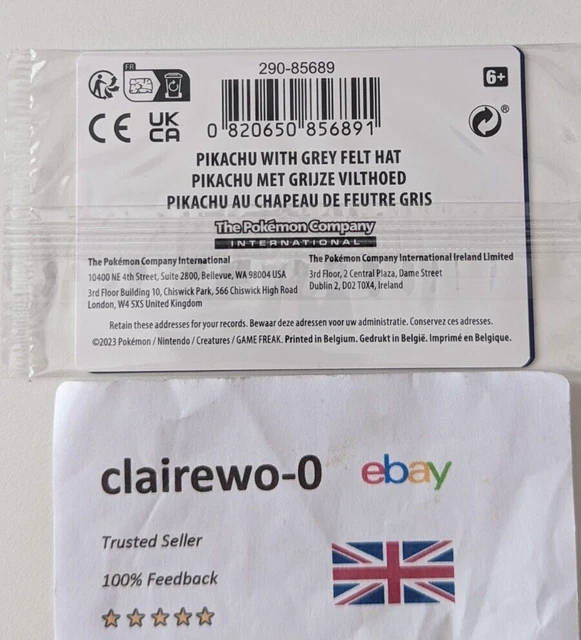 FR
290-85689
6+
CE UK CA
®
0 820650 856891
PIKACHU WITH GREY FELT HAT
PIKACHU MET GRIJZE VILTHOED
PIKACHU AU CHAPEAU DE FEUTRE GRIS
The Pokémon Company
INTERNATIONAL
The Pokémon Company International
10400 NE 4th Street, Suite 2800, Bellevue, WA 98004 USA
3rd Floor Building 10, Chiswick Park, 566 Chiswick High Road
London, W4 5XS United Kingdom
The Pokémon Company International Ireland Limited
3rd Floor, 2 Central Plaza, Dame Street
Dublin 2, D02 T0X4, Ireland
Retain these addresses for your records. Bewaar deze adressen voor uw administratie. Conservez ces adresses.
©2023 Pokémon / Nintendo / Creatures / GAME FREAK. Printed in Belgium. Gedrukt in België. Imprimé en Belgique.
clairewo-0 ebay
Trusted Seller
100% Feedback